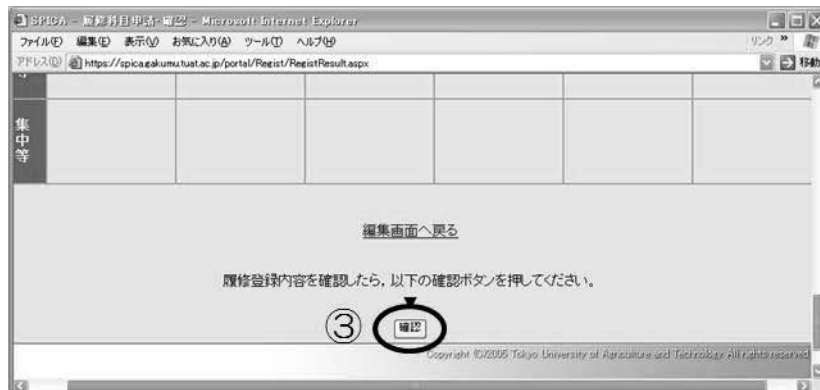 SPICA - 履修科目申請・確認 - Microsoft Internet Explorer
ファイル(F) 編集(E) 表示(V) お気に入り(A) ツール(T) ヘルプ(H)
リンク »
アドレス(D) https://spica.gakumu.tuat.ac.jp/portal/Regist/RegistResult.aspx
移動
集中等
編集画面へ戻る
履修登録内容を確認したら，以下の確認ボタンを押してください。
③ 確認
Copyright (C)2005 Tokyo University of Agriculture and Technology All rights reserved